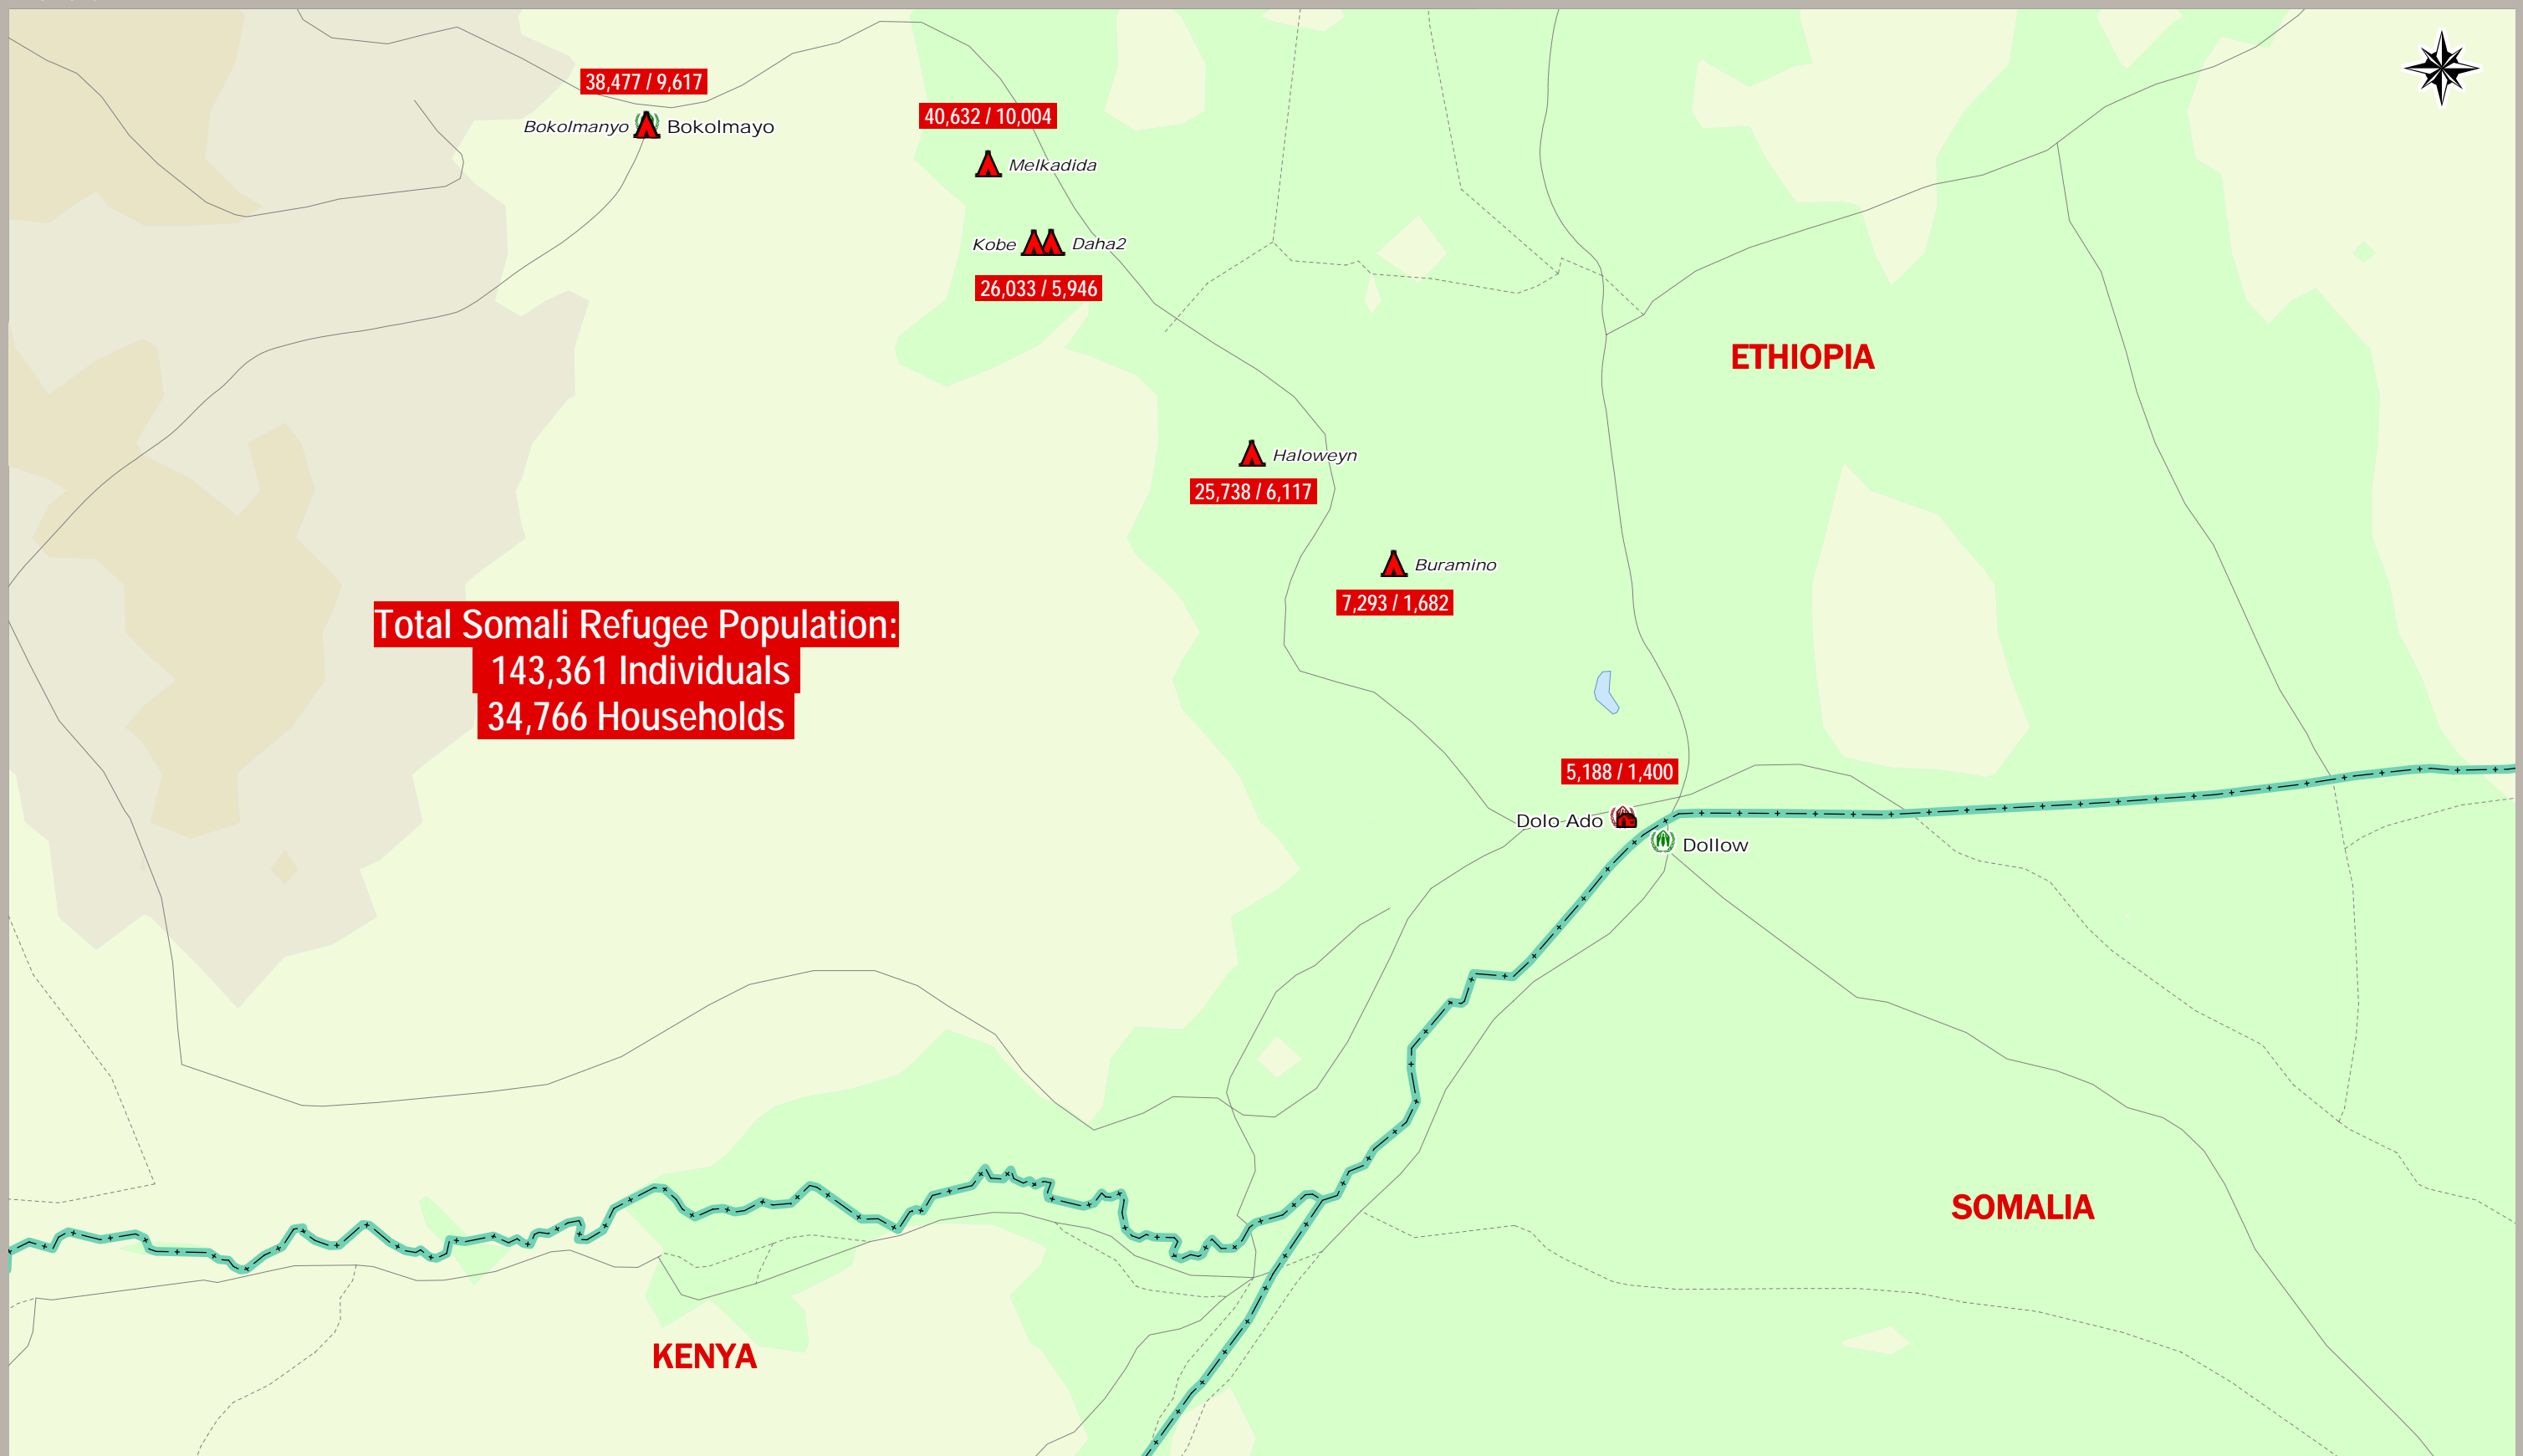 38,477 / 9,617
Bokolmanyo
Bokolmayo
40,632 / 10,004
Melkadida
Kobe
Daha2
26,033 / 5,946
ETHIOPIA
Haloweyn
25,738 / 6,117
Buramino
7,293 / 1,682
Total Somali Refugee Population:
143,361 Individuals
34,766 Households
5,188 / 1,400
Dolo Ado
Dollow
SOMALIA
KENYA